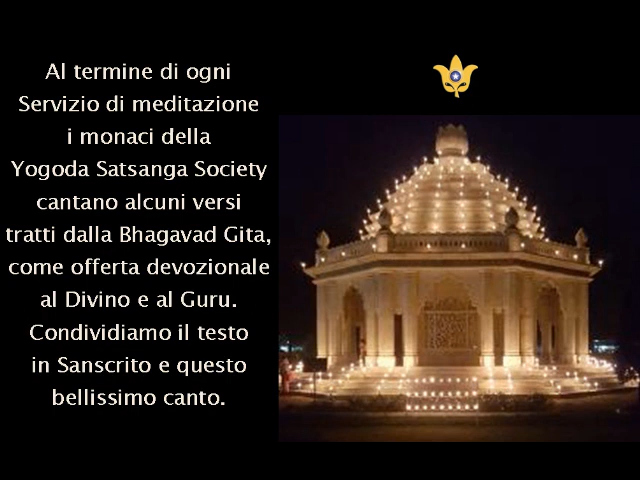 Al termine di ogni
Servizio di meditazione
i monaci della
Yogoda Satsanga Society
cantano alcuni versi
tratti dalla Bhagavad Gita,
come offerta devozionale
al Divino e al Guru.
Condividiamo il testo
in Sanscrito e questo
bellissimo canto.